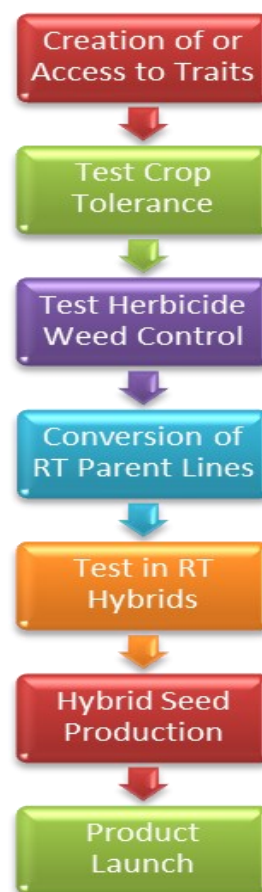 Creation of or
Access to Traits
Test Crop
Tolerance
Test Herbicide
Weed Control
Conversion of
RT Parent Lines
Test in RT
Hybrids
Hybrid Seed
Production
Product
Launch